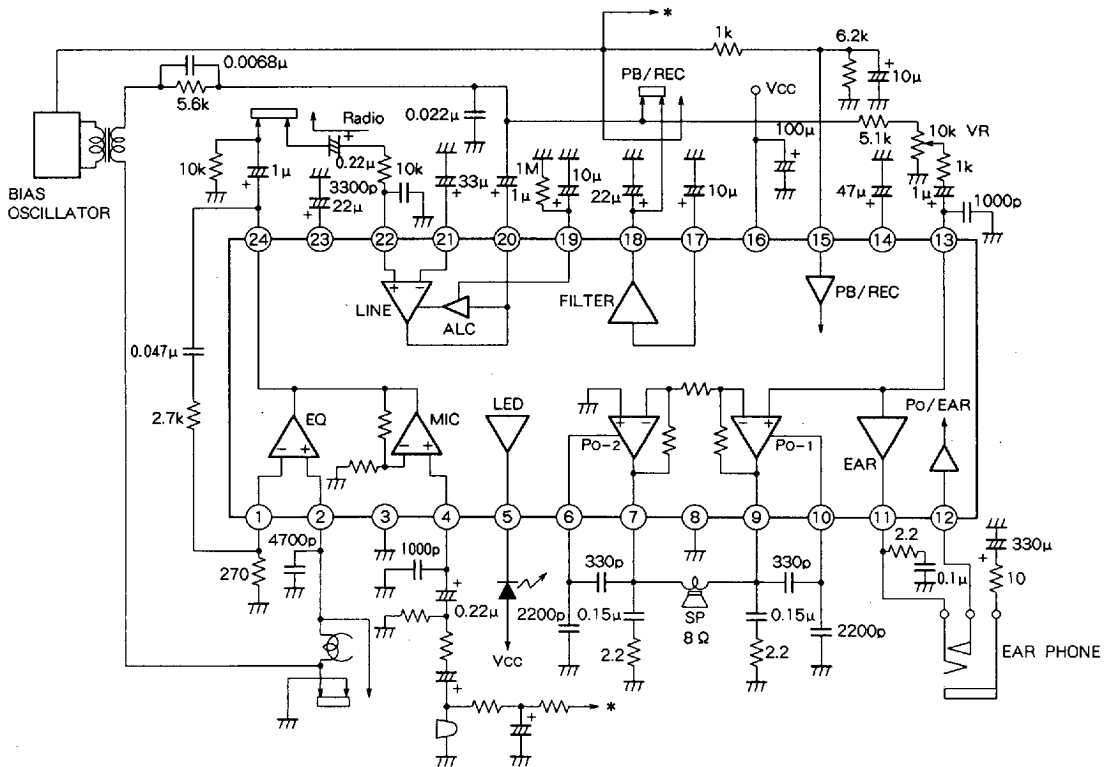 *
1k
6.2k
+
10μ
0.0068μ
5.6k
PB/REC
VCC
BIAS
OSCILLATOR
Radio
+
0.22μ
0.022μ
100μ
+
5.1k
10k VR
10k
1μ
+
3300p
22μ
+
10k
33μ
+
1μ
+
1M
10μ
+
22μ
+
10μ
+
47μ
+
1k
1μ
+
1000p
24 23 22 21 20 19 18 17 16 15 14 13
+ −
LINE
ALC
FILTER
PB/REC
0.047μ
2.7k
EQ
− +
MIC
− +
LED
+ −
PO-2
− +
PO-1
EAR
PO/EAR
1 2 3 4 5 6 7 8 9 10 11 12
270
4700p
1000p
+
0.22μ
+
VCC
330p
2200p
0.15μ
2.2
SP
8Ω
330p
0.15μ
2.2
2200p
2.2
0.1μ
330μ
+
10
EAR PHONE
+
*